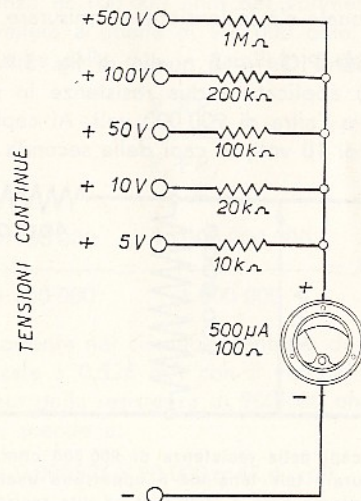 +500V
1MΩ
+100V
200kΩ
+ 50V
100kΩ
+ 10V
20kΩ
+ 5V
10kΩ
TENSIONI CONTINUE
+
500µA
100Ω
-
-